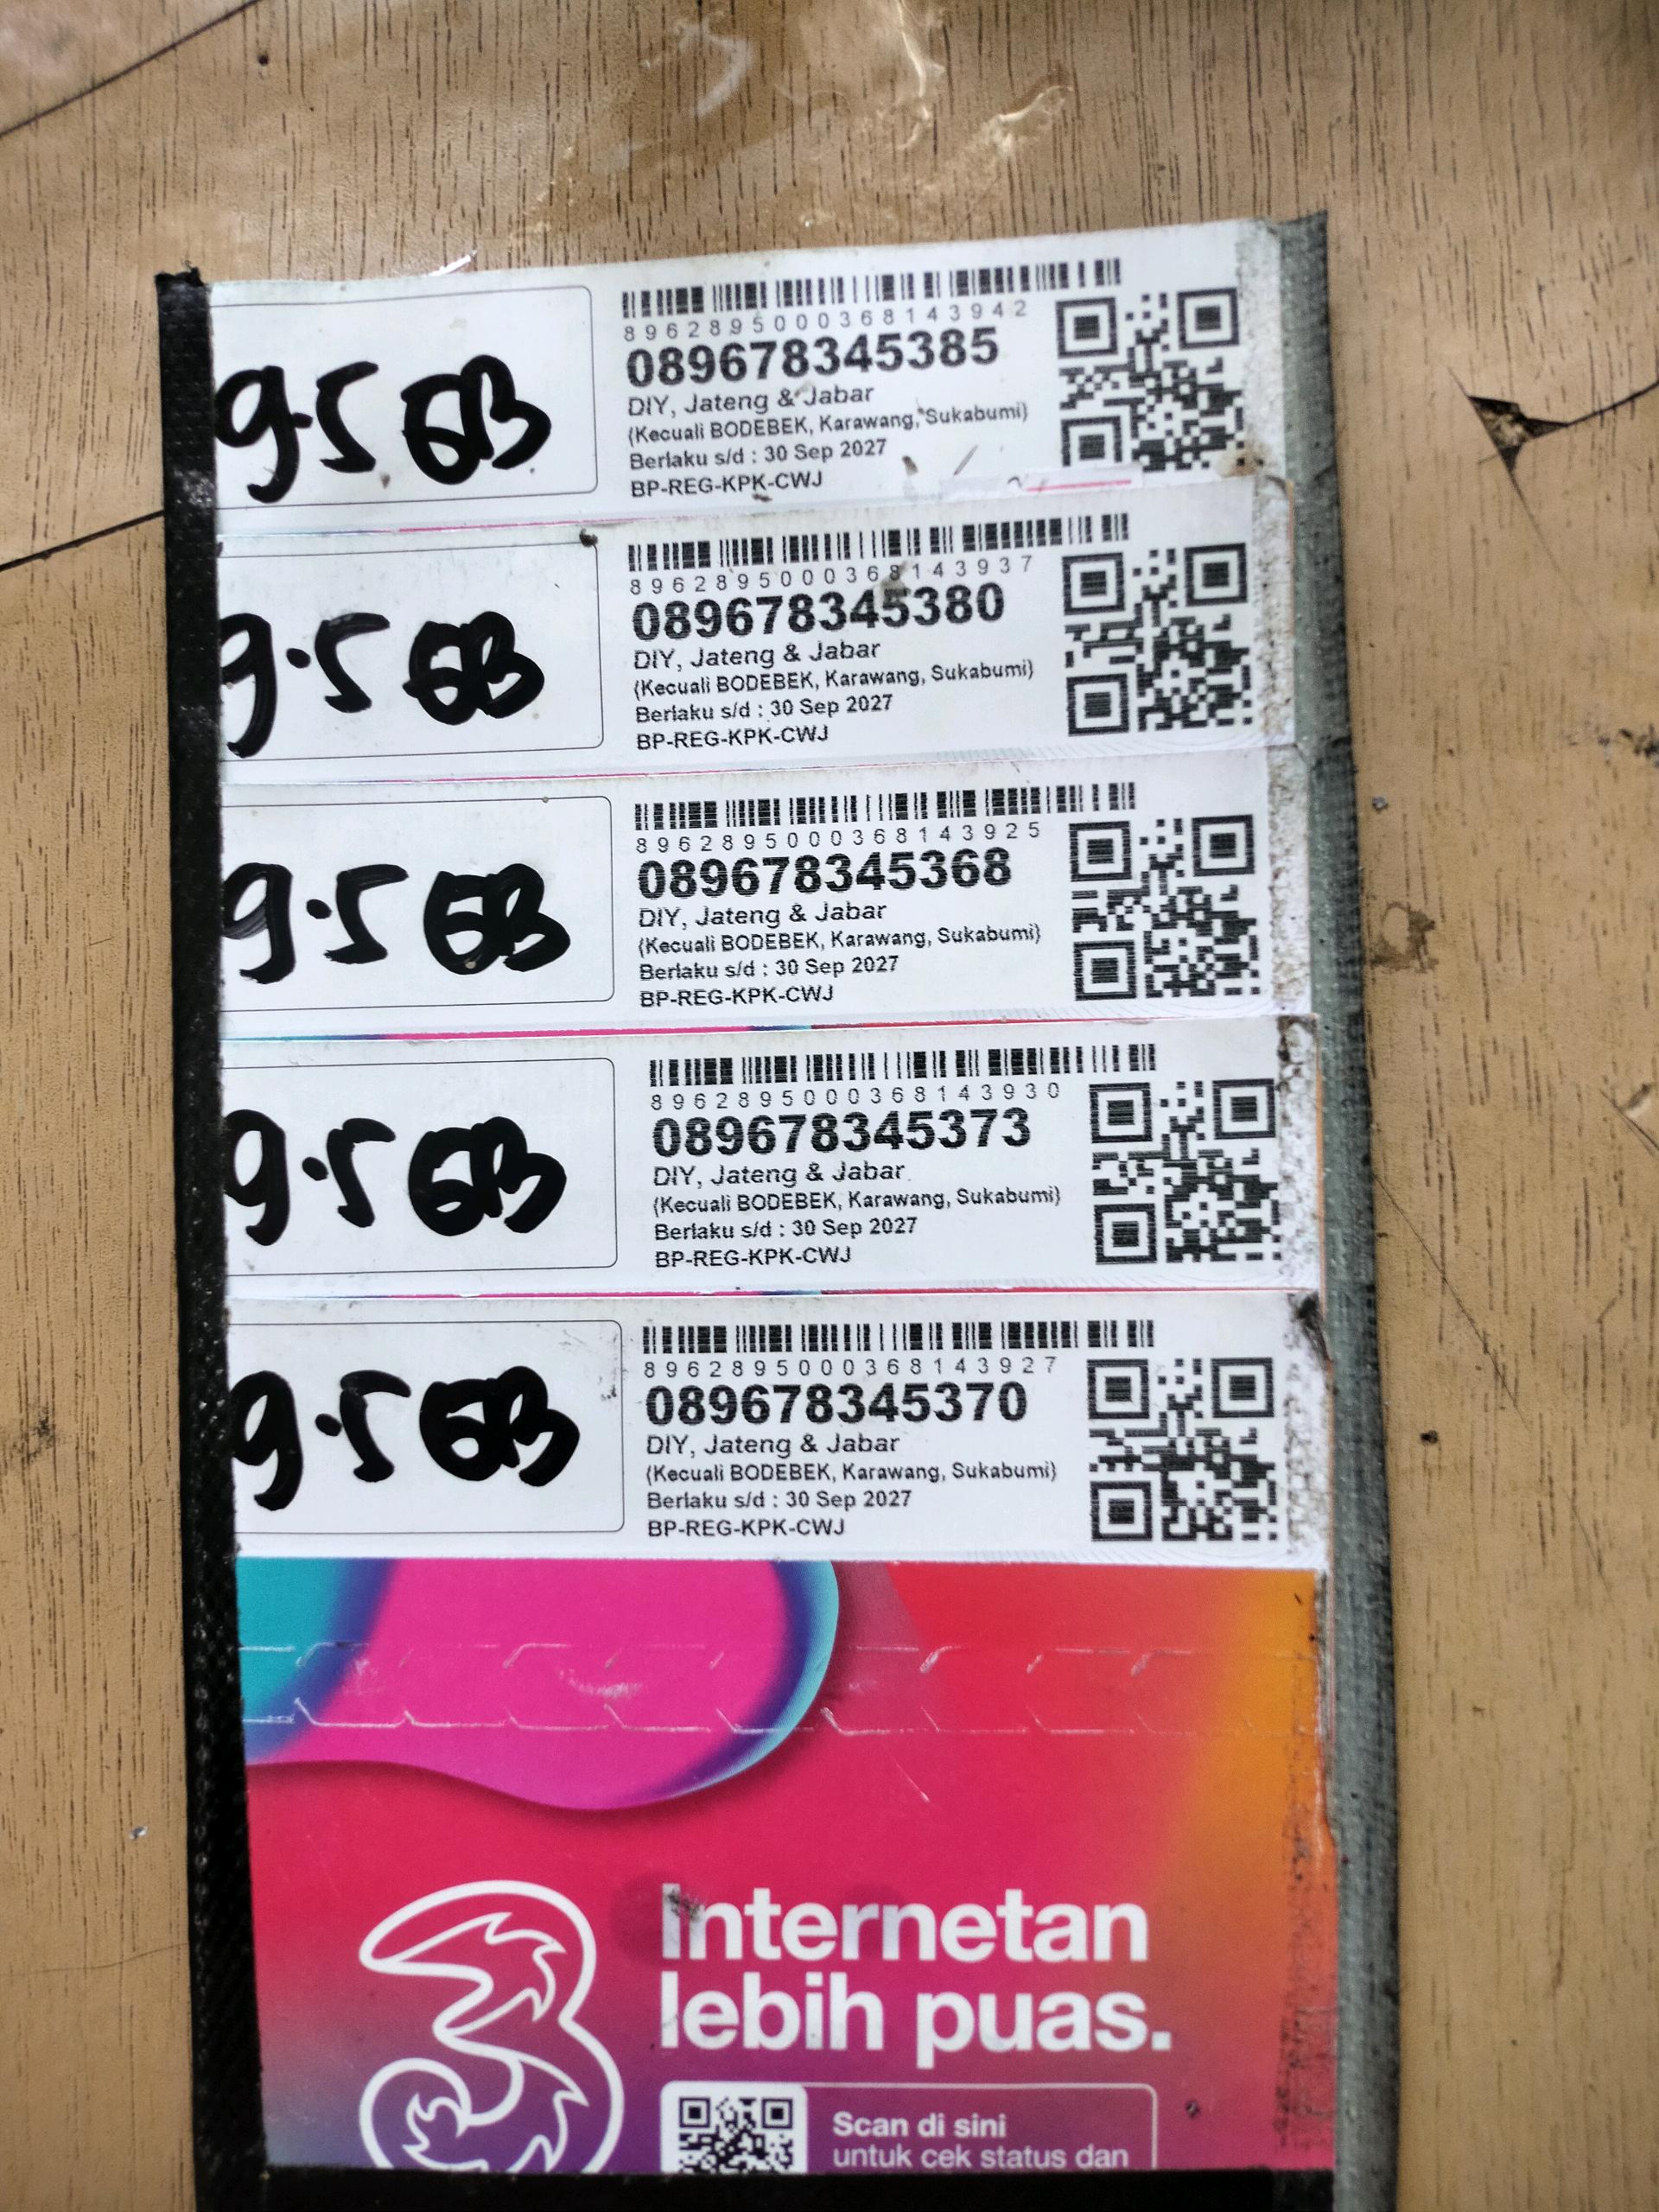 9.5 GB
8962895000368143942
089678345385
DIY, Jateng & Jabar
(Kecuali BODEBEK, Karawang, Sukabumi)
Berlaku s/d : 30 Sep 2027
BP-REG-KPK-CWJ
9.5 GB
8962895000368143937
089678345380
DIY, Jateng & Jabar
(Kecuali BODEBEK, Karawang, Sukabumi)
Berlaku s/d : 30 Sep 2027
BP-REG-KPK-CWJ
9.5 GB
8962895000368143925
089678345368
DIY, Jateng & Jabar
(Kecuali BODEBEK, Karawang, Sukabumi)
Berlaku s/d : 30 Sep 2027
BP-REG-KPK-CWJ
9.5 GB
8962895000368143930
089678345373
DIY, Jateng & Jabar
(Kecuali BODEBEK, Karawang, Sukabumi)
Berlaku s/d : 30 Sep 2027
BP-REG-KPK-CWJ
9.5 GB
8962895000368143927
089678345370
DIY, Jateng & Jabar
(Kecuali BODEBEK, Karawang, Sukabumi)
Berlaku s/d : 30 Sep 2027
BP-REG-KPK-CWJ
3
Internetan
lebih puas.
Scan di sini
untuk cek status dan